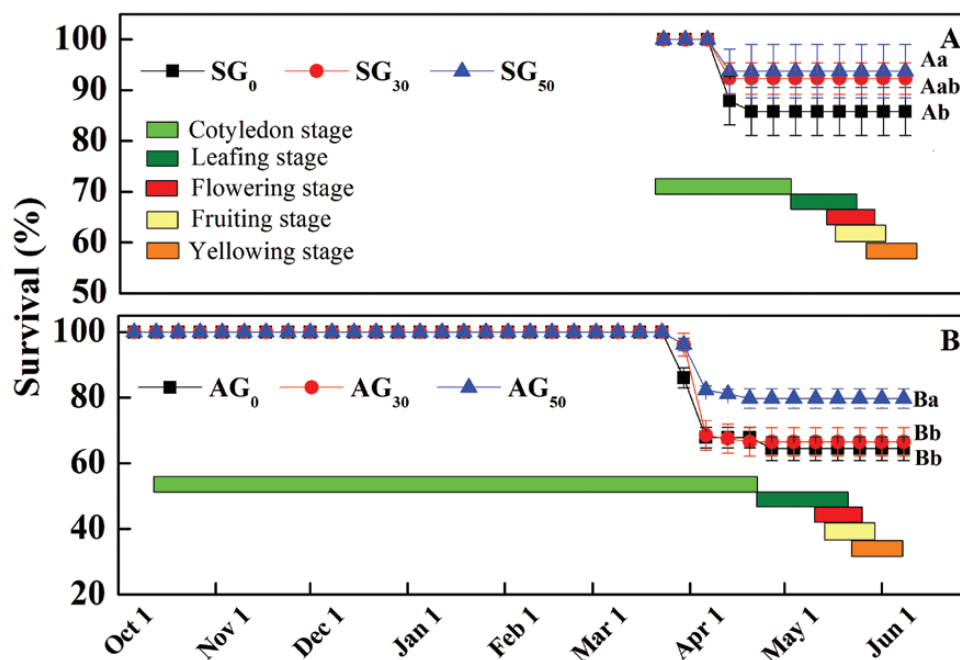 Survival (%)
A
100
90
80
70
60
50
SG0 SG30 SG50
Cotyledon stage
Leafing stage
Flowering stage
Fruiting stage
Yellowing stage
Aa
Aab
Ab
B
100
80
60
40
20
AG0 AG30 AG50
Ba
Bb
Bb
Oct 1 Nov 1 Dec 1 Jan 1 Feb 1 Mar 1 Apr 1 May 1 Jun 1